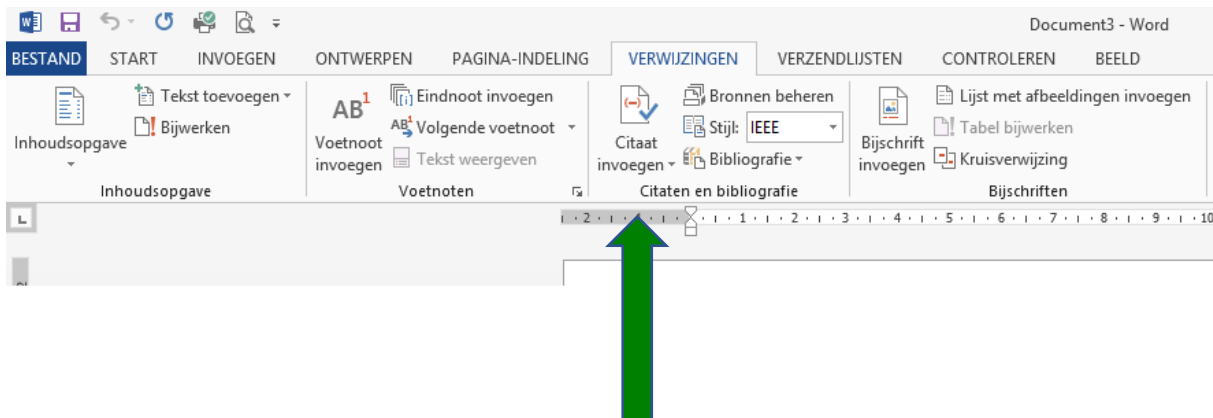 Document3 - Word
BESTAND START INVOEGEN ONTWERPEN PAGINA-INDELING VERWIJZINGEN VERZENDLIJSTEN CONTROLEREN BEELD
Inhoudsopgave
Tekst toevoegen
Bijwerken
Inhoudsopgave
AB1
Voetnoot
invoegen
Eindnoot invoegen
Volgende voetnoot
Tekst weergeven
Voetnoten
Citaat
invoegen
Bronnen beheren
Stijl: IEEE
Bibliografie
Citaten en bibliografie
Bijschrift
invoegen
Lijst met afbeeldingen invoegen
Tabel bijwerken
Kruisverwijzing
Bijschriften
2 1 1 2 3 4 5 6 7 8 9 10